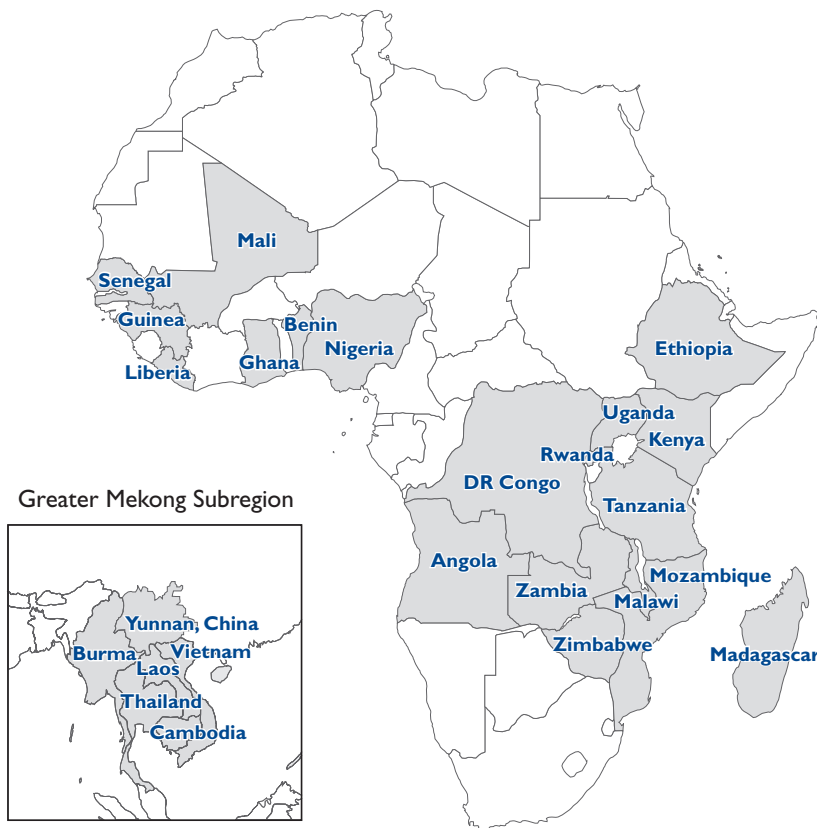 Mali
Senegal
Guinea
Benin
Nigeria
Ghana
Liberia
Ethiopia
Uganda
Kenya
Rwanda
DR Congo
Tanzania
Angola
Mozambique
Zambia
Malawi
Zimbabwe
Madagascar
Greater Mekong Subregion
Yunnan, China
Burma
Vietnam
Laos
Thailand
Cambodia